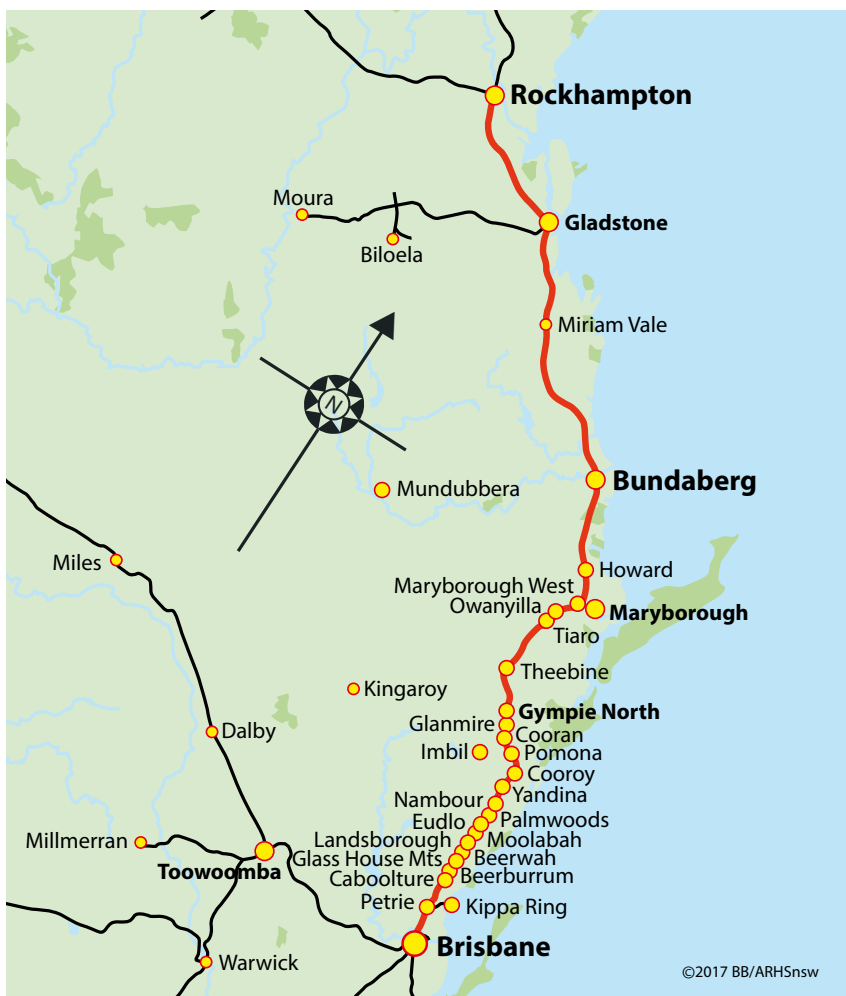 Rockhampton
Moura
Gladstone
Biloela
Miriam Vale
N
Bundaberg
Mundubbera
Miles
Howard
Maryborough West
Owanyilla
Maryborough
Tiaro
Theebine
Kingaroy
Gympie North
Glanmire
Dalby
Cooran
Imbil
Pomona
Cooroy
Yandina
Nambour
Palmwoods
Eudlo
Millmerran
Landsborough
Moolabah
Glass House Mts
Beerwah
Toowoomba
Caboolture
Beerburrum
Petrie
Kippa Ring
Brisbane
Warwick
©2017 BB/ARHSnsw